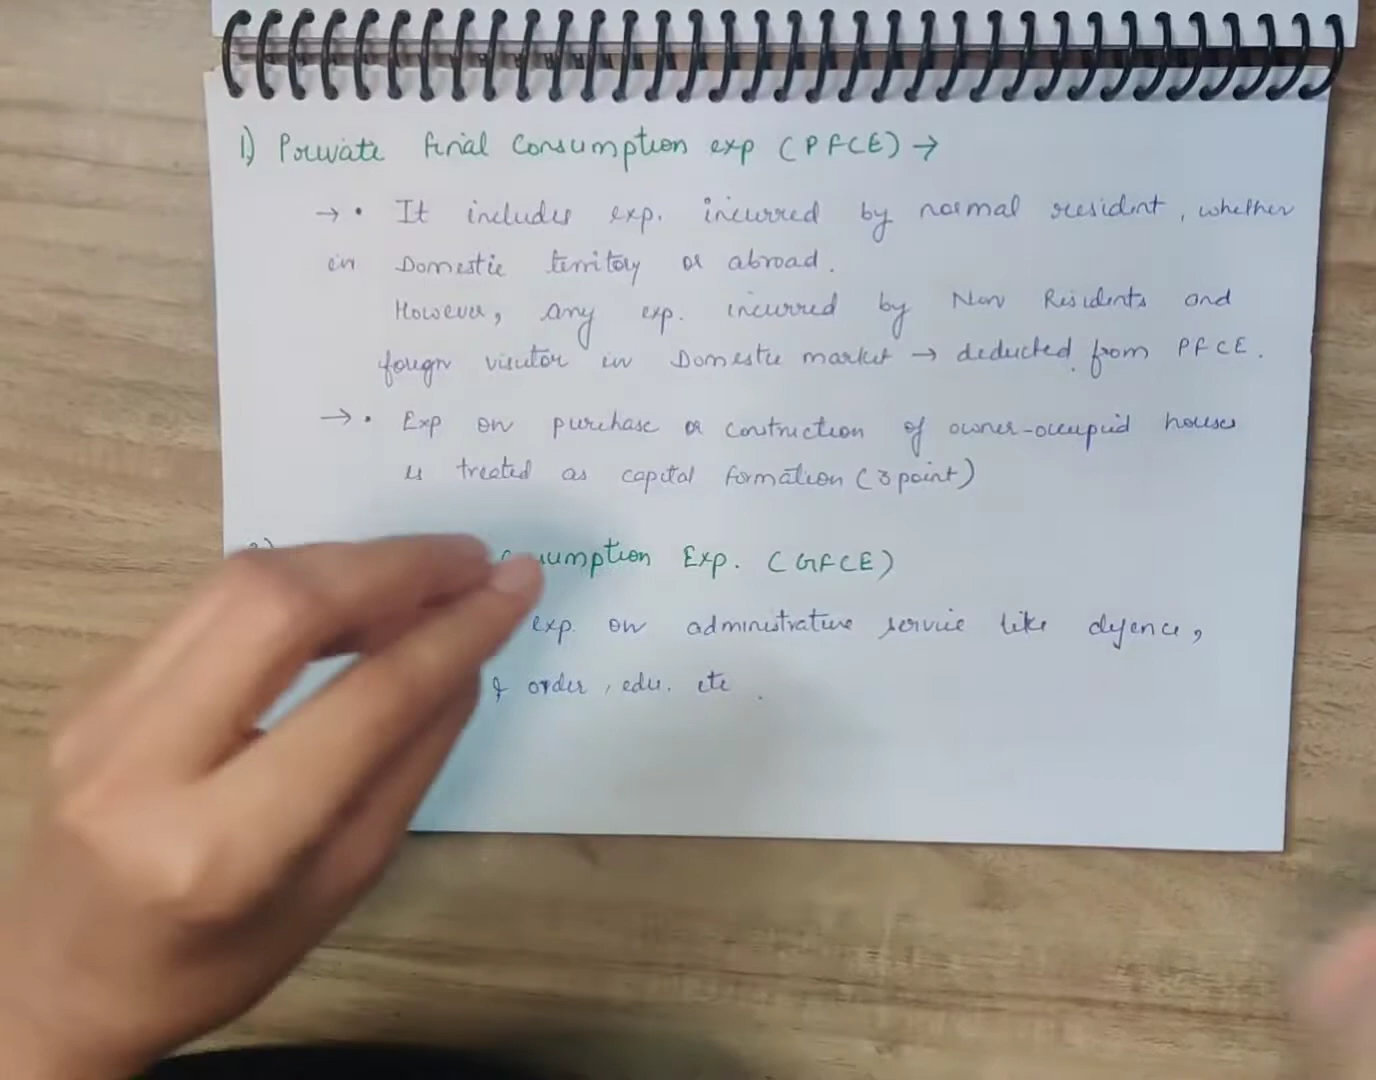 1) Private final Consumption exp (PFCE) →
→ • It includes exp. incurred by normal resident, whether
in Domestic territory or abroad.
However, any exp. incurred by Non Residents and
foreign visitor in Domestic market → deducted from PFCE.
→ • Exp on purchase or construction of owner-occupied houses
is treated as capital formation (3 point)
Exp. (GFCE)
exp. on administrative service like defence,
& order, edu. etc.